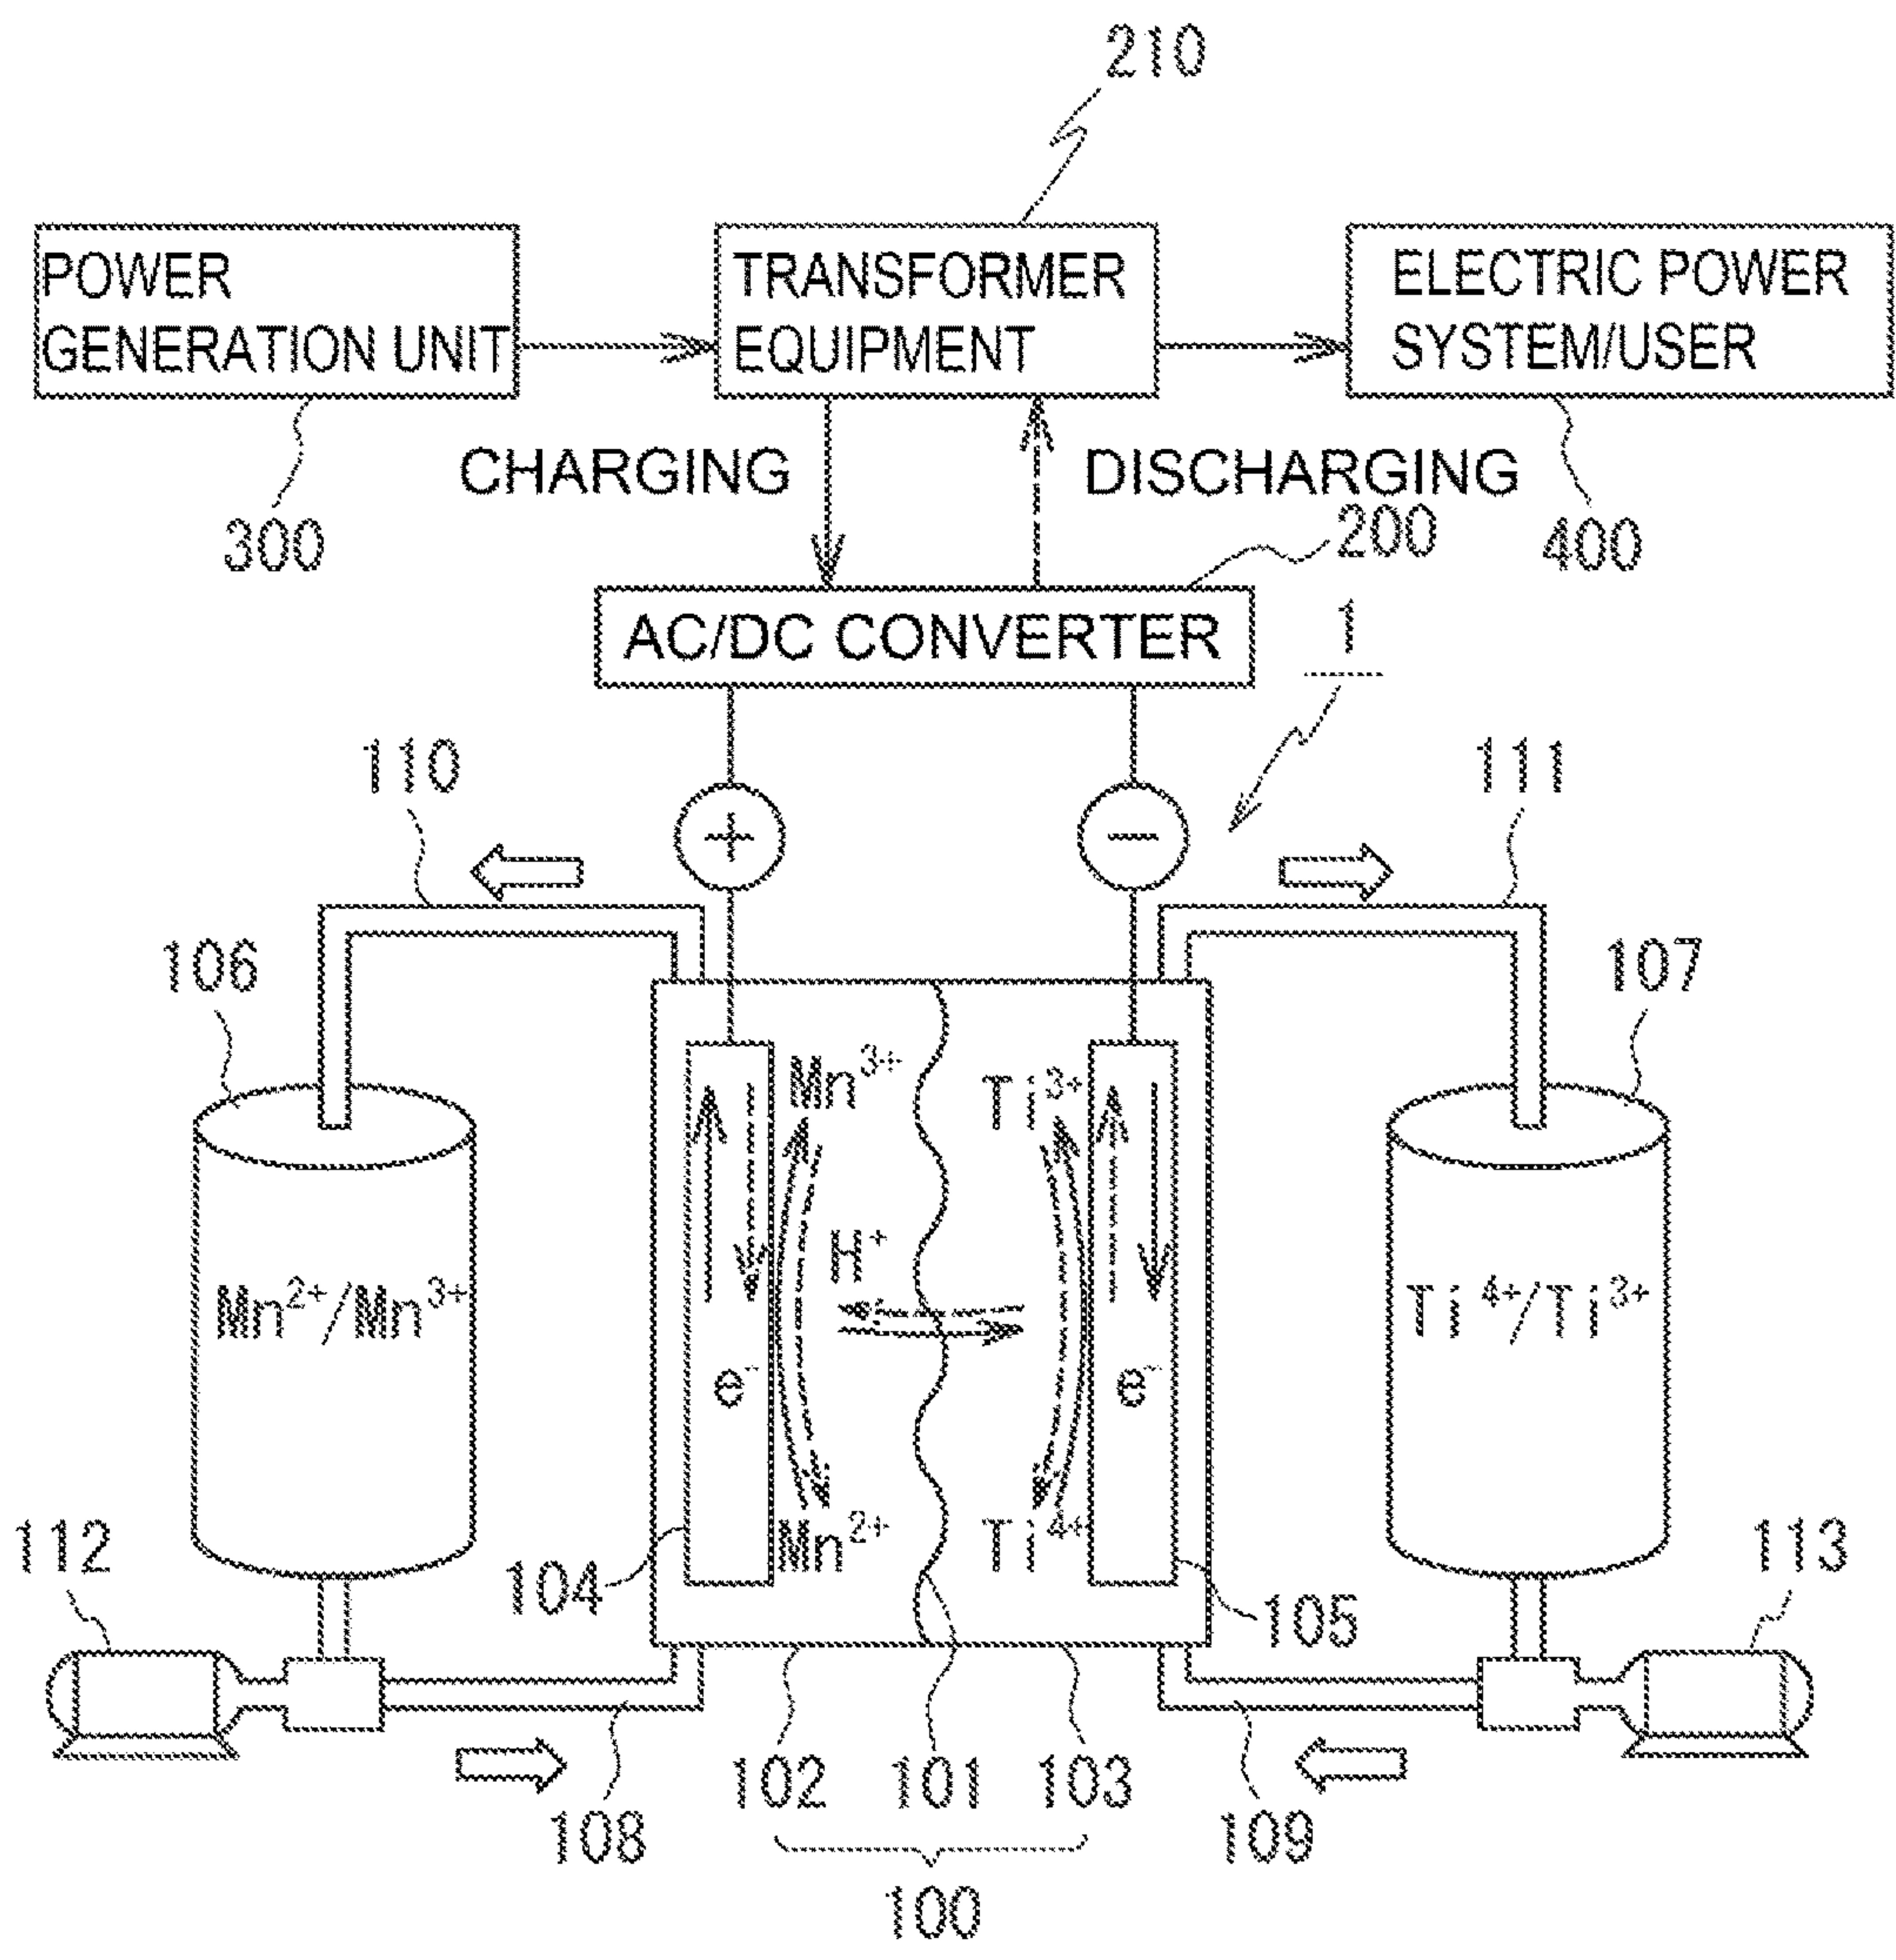 210
POWER
GENERATION UNIT
TRANSFORMER
EQUIPMENT
ELECTRIC POWER
SYSTEM/USER
CHARGING
DISCHARGING
300
200
400
AC/DC CONVERTER
1
110
111
+
−
106
107
Mn³⁺
Ti³⁺
H⁺
Mn²⁺/Mn³⁺
Ti⁴⁺/Ti³⁺
e⁻
e⁻
112
Mn²⁺
Ti⁴⁺
113
104
105
102
101
103
108
109
100